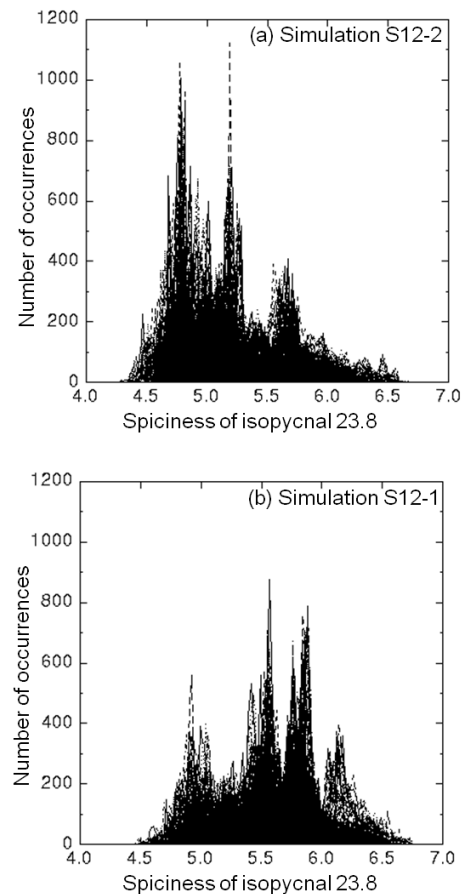 (a) Simulation S12-2
Number of occurrences
1200
1000
800
600
400
200
0
4.0 4.5 5.0 5.5 6.0 6.5 7.0
Spiciness of isopycnal 23.8
(b) Simulation S12-1
Number of occurrences
1200
1000
800
600
400
200
0
4.0 4.5 5.0 5.5 6.0 6.5 7.0
Spiciness of isopycnal 23.8